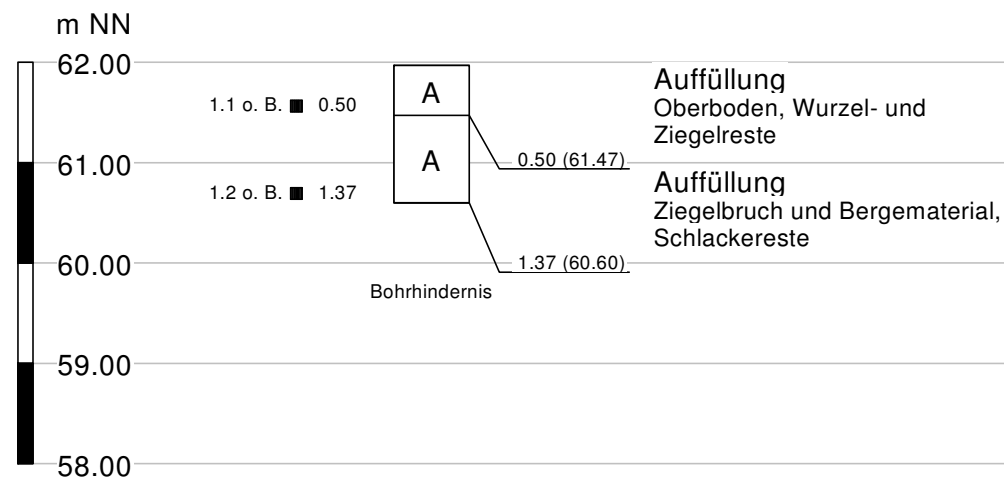 m NN
62.00
61.00
60.00
59.00
58.00
1.1 o. B. 0.50
1.2 o. B. 1.37
A
A
0.50 (61.47)
1.37 (60.60)
Bohrhindernis
Auffüllung
Oberboden, Wurzel- und
Ziegelreste
Auffüllung
Ziegelbruch und Bergematerial,
Schlackereste